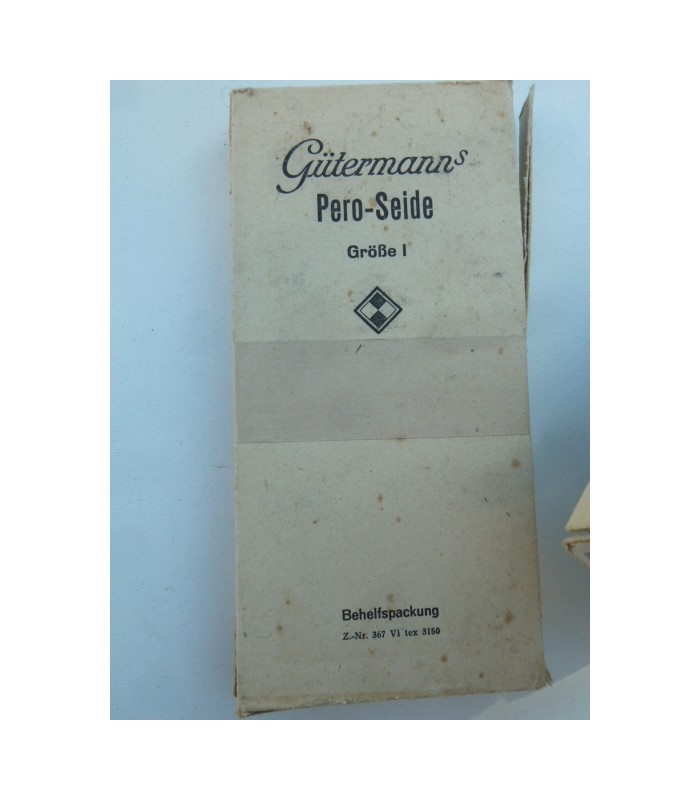 Gütermanns
Pero-Seide
Größe I
Behelfspackung
Z.-Nr. 367 VI tex 3150